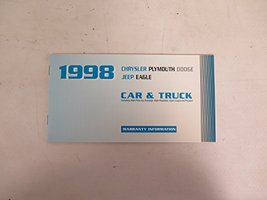 1998
CHRYSLER PLYMOUTH DODGE
JEEP EAGLE
CAR & TRUCK
WARRANTY INFORMATION